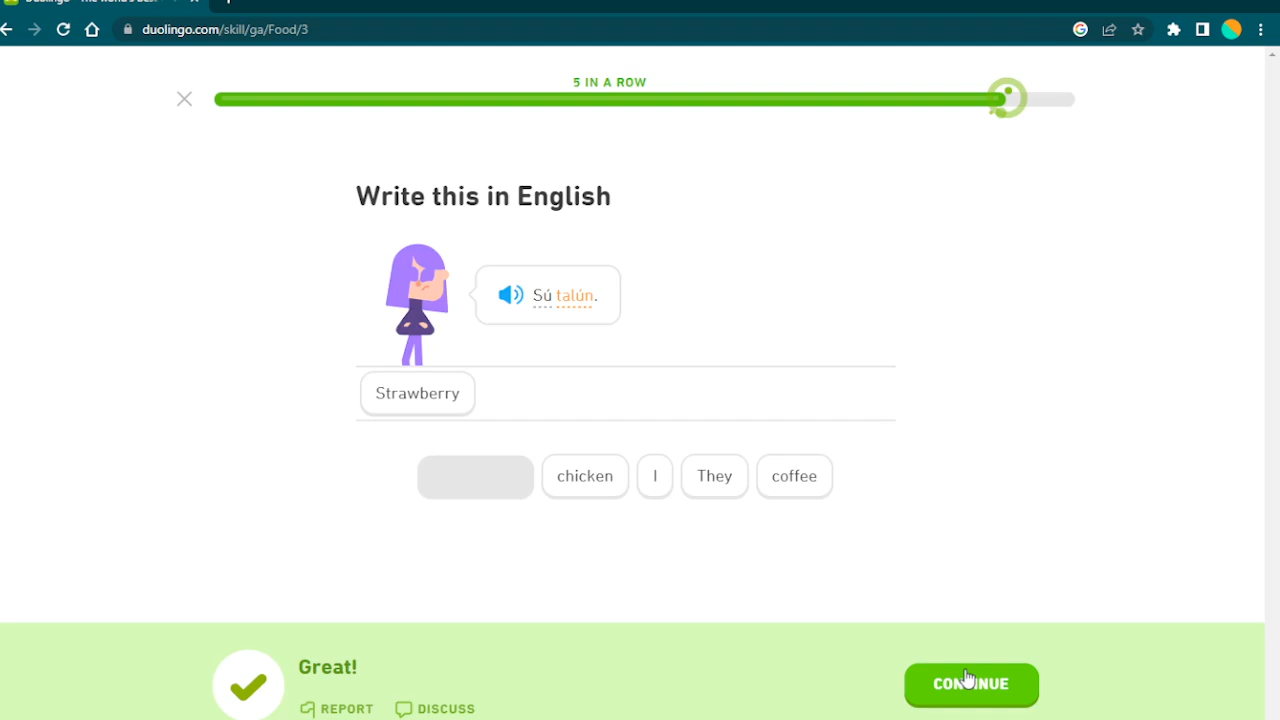 duolingo.com/skill/ga/Food/3
5 IN A ROW
Write this in English
Sú talún.
Strawberry
chicken I They coffee
Great!
CONTINUE
REPORT DISCUSS